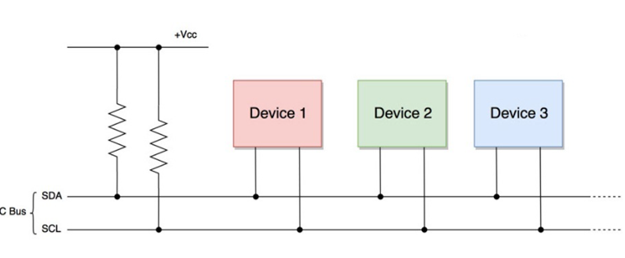 +Vcc
Device 1
Device 2
Device 3
SDA
C Bus
SCL